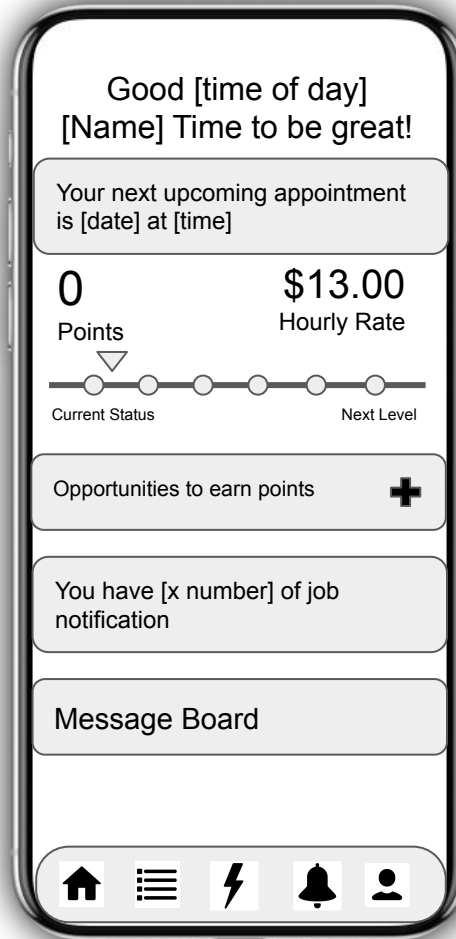 Good [time of day]
[Name] Time to be great!
Your next upcoming appointment
is [date] at [time]
0
Points
$13.00
Hourly Rate
Current Status
Next Level
Opportunities to earn points
You have [x number] of job
notification
Message Board